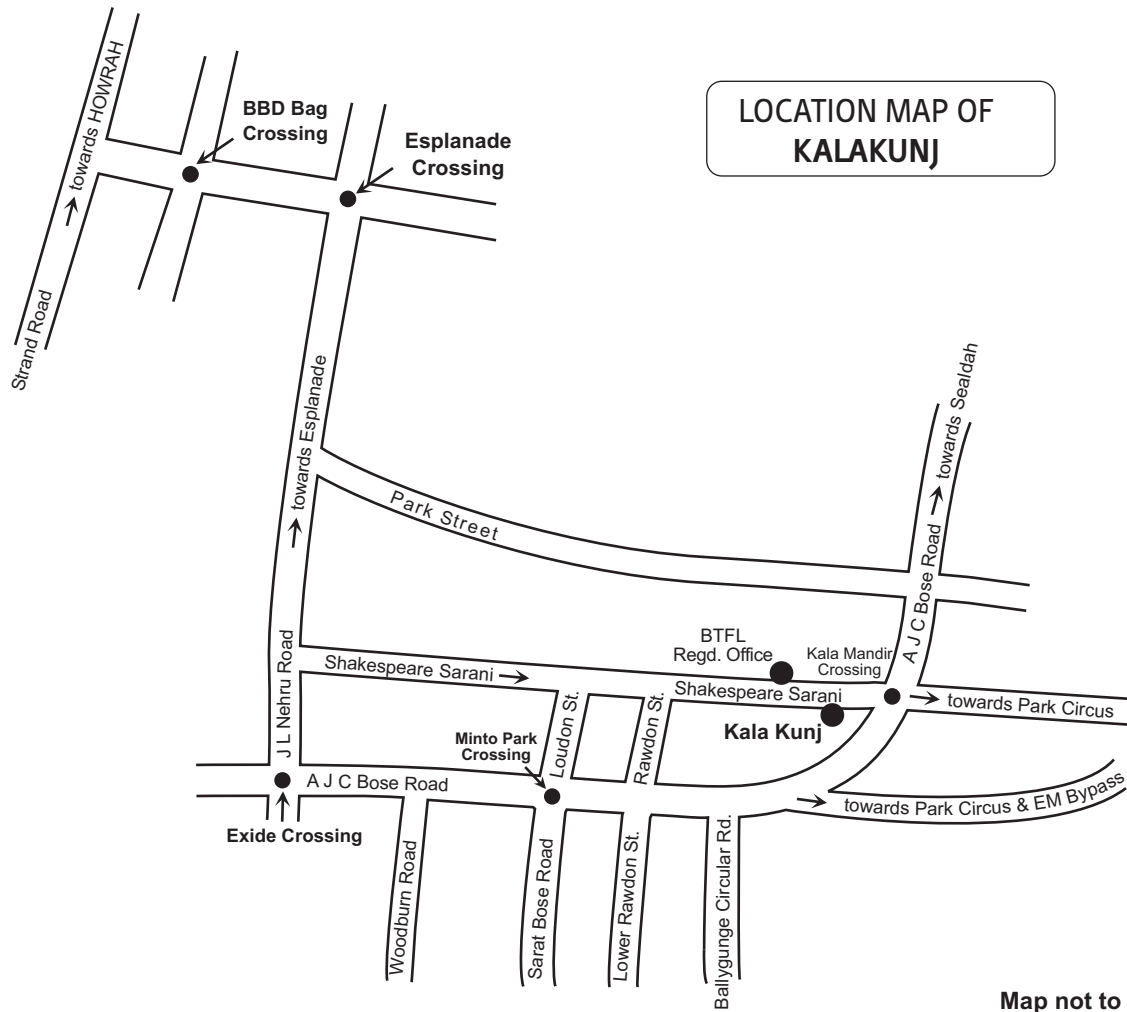 LOCATION MAP OF
KALAKUNJ
towards HOWRAH
Strand Road
BBD Bag
Crossing
Esplanade
Crossing
towards Esplanade
J L Nehru Road
Park Street
towards Sealdah
A J C Bose Road
BTFL
Regd. Office
Kala Mandir
Crossing
Shakespeare Sarani
Shakespeare Sarani
towards Park Circus
Kala Kunj
Loudon St.
Rawdon St.
Minto Park
Crossing
A J C Bose Road
towards Park Circus & EM Bypass
Exide Crossing
Woodburn Road
Sarat Bose Road
Lower Rawdon St.
Ballygunge Circular Rd.
Map not to